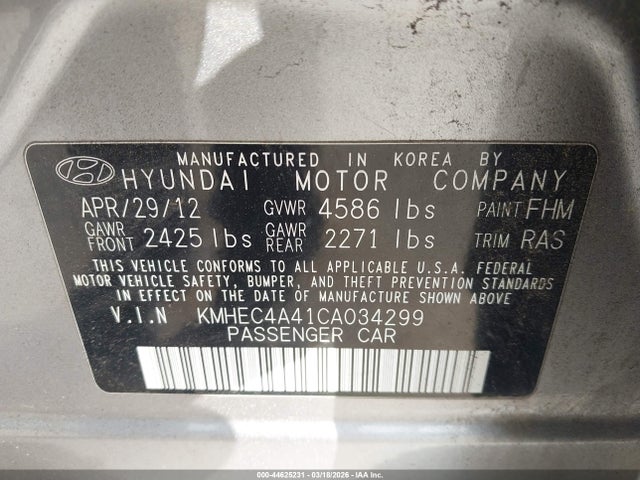 MANUFACTURED IN KOREA BY
HYUNDAI MOTOR COMPANY
APR/29/12 GVWR 4586 lbs PAINT FHM
GAWR FRONT 2425 lbs GAWR REAR 2271 lbs TRIM RAS
THIS VEHICLE CONFORMS TO ALL APPLICABLE U.S.A. FEDERAL
MOTOR VEHICLE SAFETY, BUMPER, AND THEFT PREVENTION STANDARDS
IN EFFECT ON THE DATE OF MANUFACTURE SHOWN ABOVE
V.I.N KMHEC4A41CA034299
PASSENGER CAR
000-44625231 - 03/18/2026 - IAA Inc.